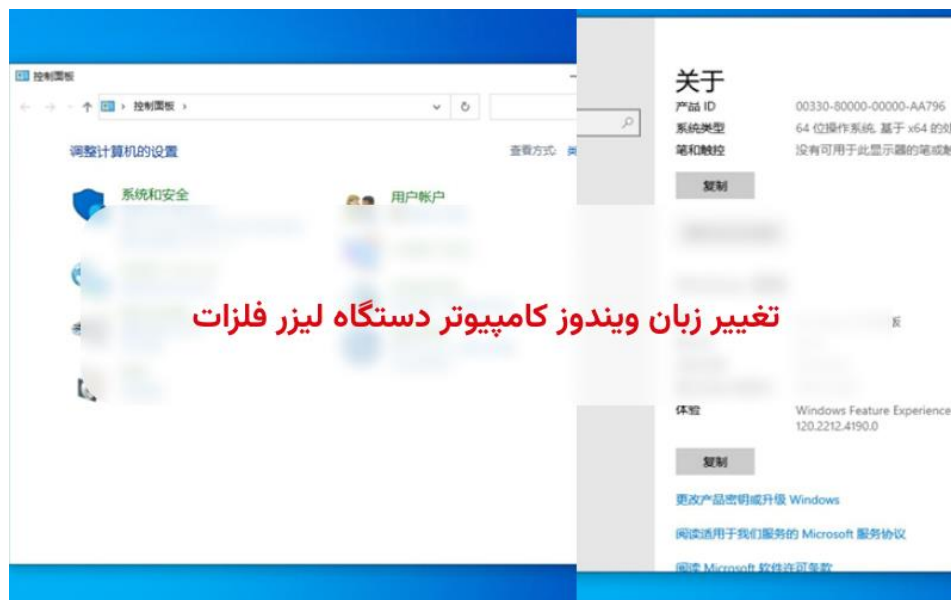 控制面板
控制面板
调整计算机的设置
查看方式:
系统和安全
用户帐户
关于
产品 ID 00330-80000-00000-AA796
系统类型 64 位操作系统, 基于 x64 的处
笔和触控 没有可用于此显示器的笔或触
复制
تغییر زبان ویندوز کامپیوتر دستگاه لیزر فلزات
体验 Windows Feature Experience
120.2212.4190.0
复制
更改产品密钥或升级 Windows
阅读适用于我们服务的 Microsoft 服务协议
阅读 Microsoft 软件许可条款